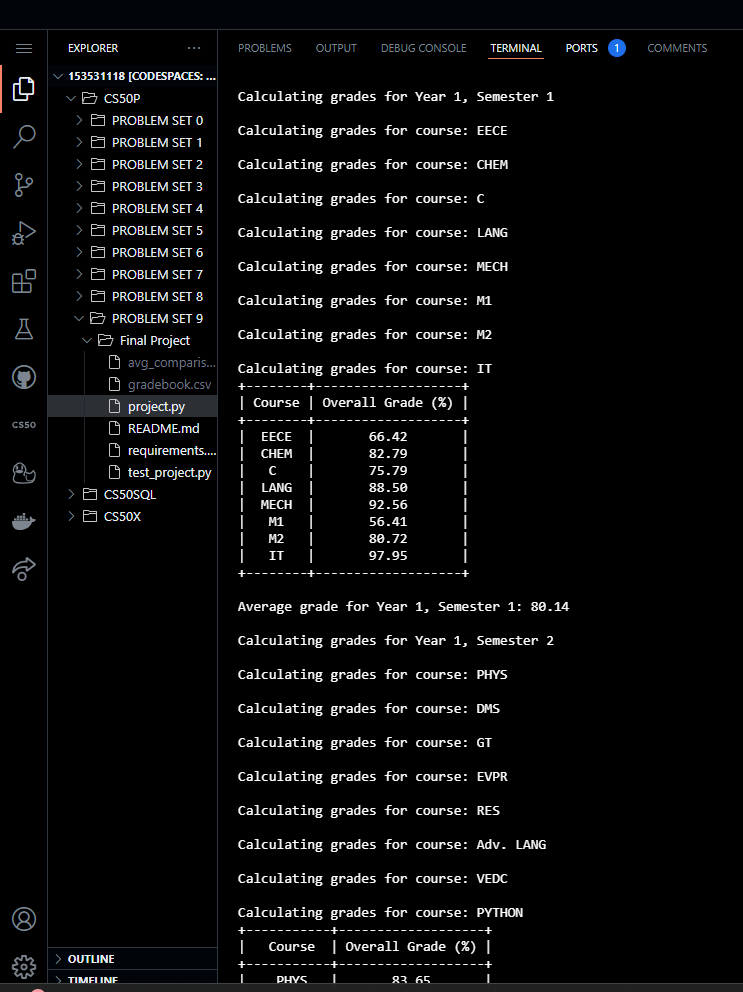 EXPLORER
153531118 [CODESPACES: ...
CS50P
PROBLEM SET 0
PROBLEM SET 1
PROBLEM SET 2
PROBLEM SET 3
PROBLEM SET 4
PROBLEM SET 5
PROBLEM SET 6
PROBLEM SET 7
PROBLEM SET 8
PROBLEM SET 9
Final Project
avg_comparis...
gradebook.csv
project.py
README.md
requirements....
test_project.py
CS50SQL
CS50X
CS50
OUTLINE
TIMELINE
PROBLEMS OUTPUT DEBUG CONSOLE TERMINAL PORTS 1 COMMENTS
Calculating grades for Year 1, Semester 1
Calculating grades for course: EECE
Calculating grades for course: CHEM
Calculating grades for course: C
Calculating grades for course: LANG
Calculating grades for course: MECH
Calculating grades for course: M1
Calculating grades for course: M2
Calculating grades for course: IT
+--------+-------------------+
| Course | Overall Grade (%) |
+--------+-------------------+
| EECE | 66.42 |
| CHEM | 82.79 |
| C | 75.79 |
| LANG | 88.50 |
| MECH | 92.56 |
| M1 | 56.41 |
| M2 | 80.72 |
| IT | 97.95 |
+--------+-------------------+
Average grade for Year 1, Semester 1: 80.14
Calculating grades for Year 1, Semester 2
Calculating grades for course: PHYS
Calculating grades for course: DMS
Calculating grades for course: GT
Calculating grades for course: EVPR
Calculating grades for course: RES
Calculating grades for course: Adv. LANG
Calculating grades for course: VEDC
Calculating grades for course: PYTHON
+-----------+-------------------+
| Course | Overall Grade (%) |
+-----------+-------------------+
| PHYS | 83.65 |